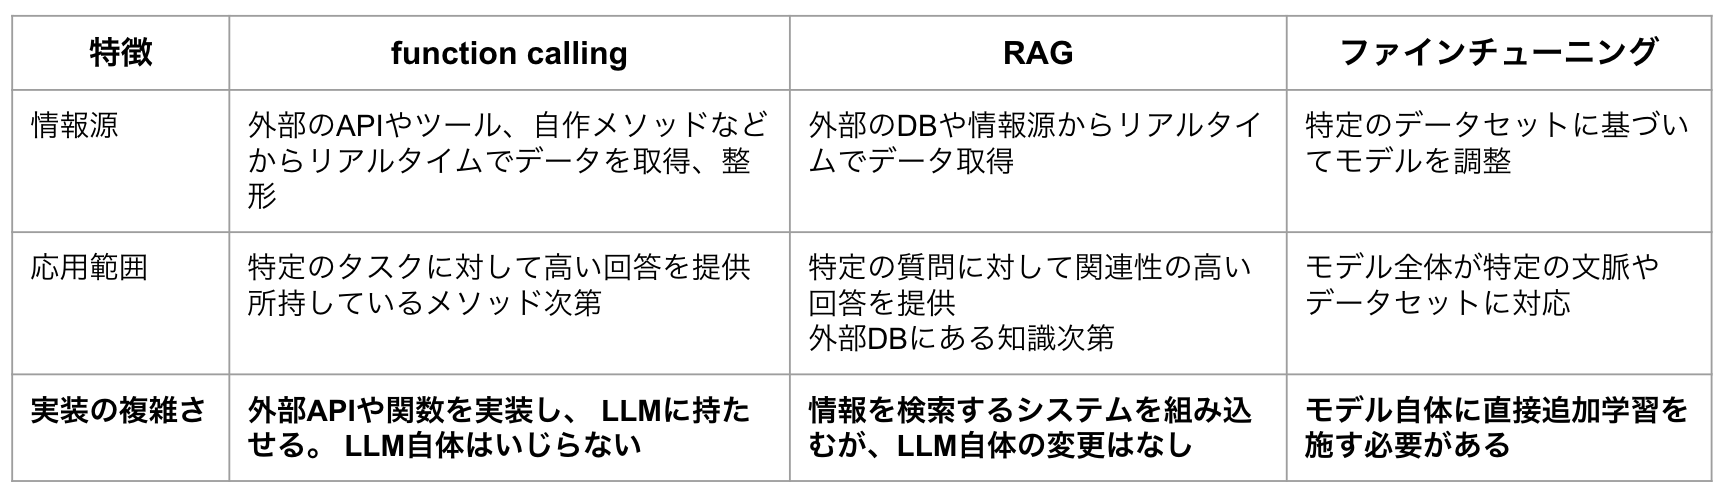 特徴
function calling
RAG
ファインチューニング
情報源
外部のAPIやツール、自作メソッドなど
からリアルタイムでデータを取得、整
形
外部のDBや情報源からリアルタイ
ムでデータ取得
特定のデータセットに基づい
てモデルを調整
応用範囲
特定のタスクに対して高い回答を提供
所持しているメソッド次第
特定の質問に対して関連性の高い
回答を提供
外部DBにある知識次第
モデル全体が特定の文脈や
データセットに対応
実装の複雑さ
外部APIや関数を実装し、 LLMに持た
せる。 LLM自体はいじらない
情報を検索するシステムを組み込
むが、LLM自体の変更はなし
モデル自体に直接追加学習を
施す必要がある